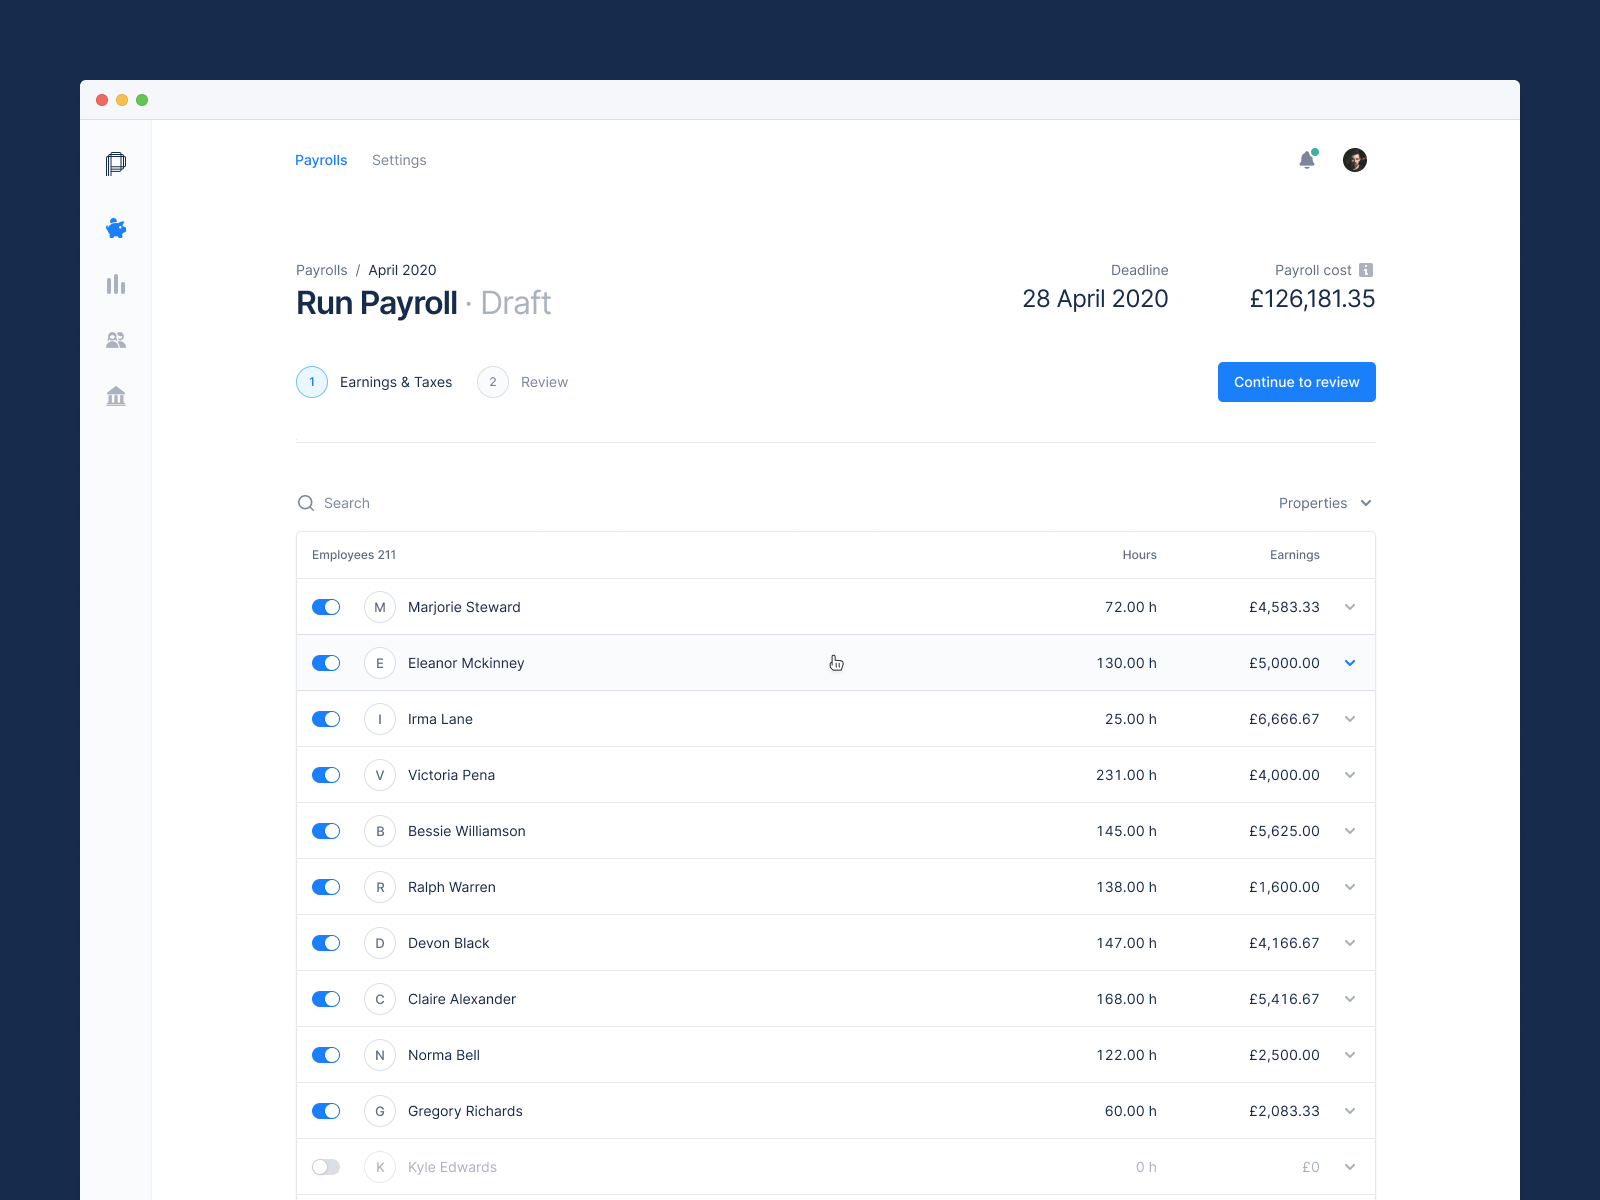 Payrolls Settings
Payrolls / April 2020
Run Payroll · Draft
Deadline
28 April 2020
Payroll cost i
£126,181.35
1 Earnings & Taxes 2 Review
Continue to review
Search
Properties
Employees 211 Hours Earnings
M Marjorie Steward 72.00 h £4,583.33
E Eleanor Mckinney 130.00 h £5,000.00
I Irma Lane 25.00 h £6,666.67
V Victoria Pena 231.00 h £4,000.00
B Bessie Williamson 145.00 h £5,625.00
R Ralph Warren 138.00 h £1,600.00
D Devon Black 147.00 h £4,166.67
C Claire Alexander 168.00 h £5,416.67
N Norma Bell 122.00 h £2,500.00
G Gregory Richards 60.00 h £2,083.33
K Kyle Edwards 0 h £0